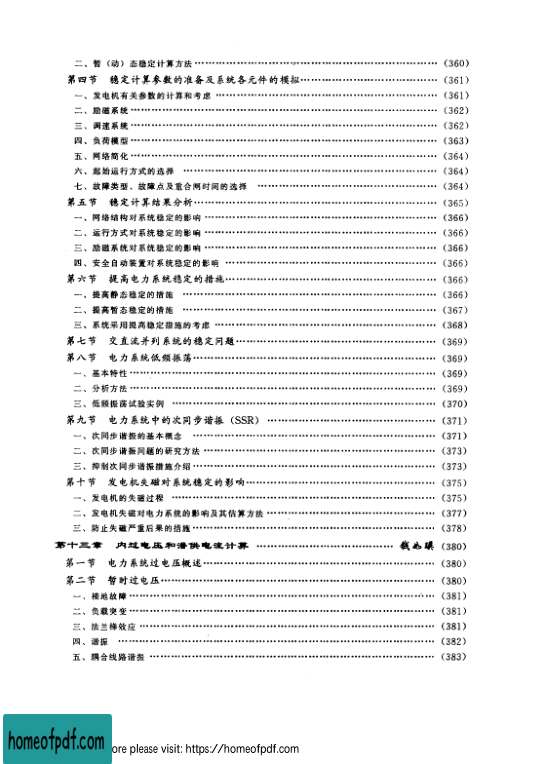 二、暂（动）态稳定计算方法……（360）
第四节 稳定计算参数的准备及系统各元件的模拟……（361）
一、发电机有关参数的计算和考虑……（361）
二、励磁系统……（362）
三、调速系统……（362）
四、负荷模型……（363）
五、网络简化……（364）
六、起始运行方式的选择……（364）
七、故障类型、故障点及重合闸时间的选择……（364）
第五节 稳定计算结果分析……（365）
一、网络结构对系统稳定的影响……（366）
二、运行方式对系统稳定的影响……（366）
三、励磁系统对系统稳定的影响……（366）
四、安全自动装置对系统稳定的影响……（366）
第六节 提高电力系统稳定的措施……（366）
一、提高静态稳定的措施……（366）
二、提高暂态稳定的措施……（367）
三、系统采用提高稳定措施的考虑……（368）
第七节 交直流并列系统的稳定问题……（369）
第八节 电力系统低频振荡……（369）
一、基本特性……（369）
二、分析方法……（369）
三、低频振荡试验实例……（370）
第九节 电力系统中的次同步谐振（SSR）……（371）
一、次同步谐振的基本概念……（371）
二、次同步谐振问题的研究方法……（373）
三、抑制次同步谐振措施介绍……（373）
第十节 发电机失磁对系统稳定的影响……（375）
一、发电机的失磁过程……（375）
二、发电机失磁对电力系统的影响及其估算方法……（377）
三、防止失磁严重后果的措施……（378）
第十三章 内过电压和潜供电流计算……（380）
第一节 电力系统过电压概述……（380）
第二节 暂时过电压……（380）
一、接地故障……（381）
二、负载突变……（381）
三、法兰梯效应……（381）
四、谐振……（382）
五、耦合线路谐振……（383）
homeofpdf.com
ore please visit: https://homeofpdf.com